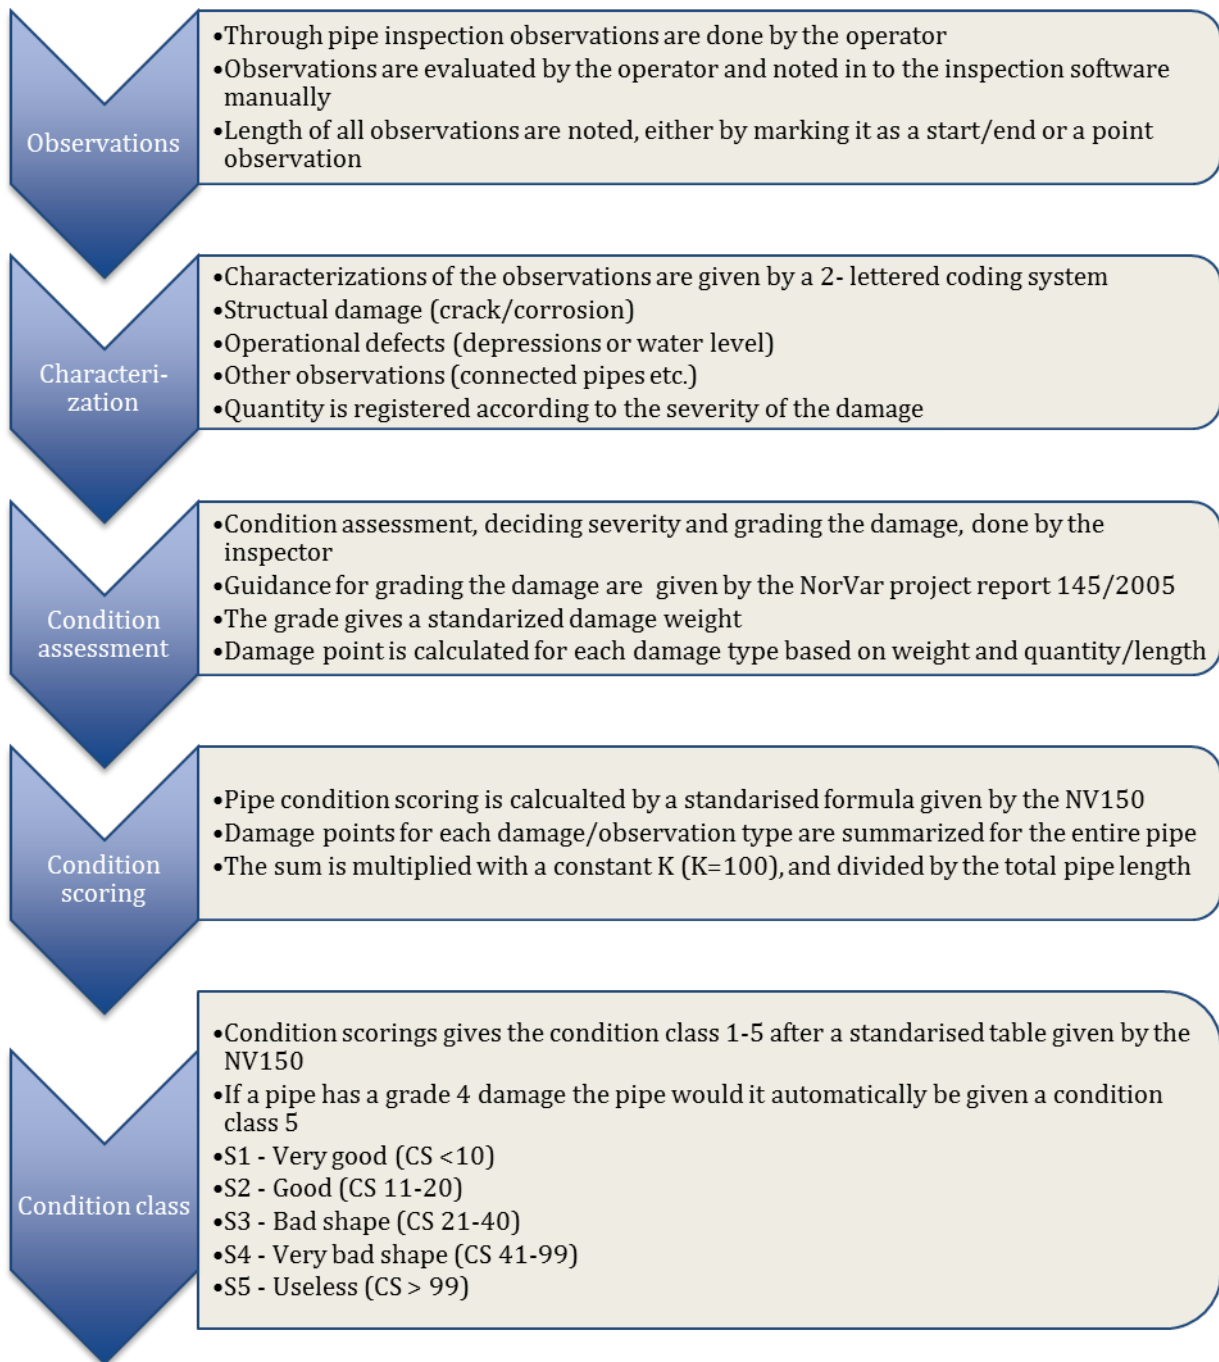 Observations
•Through pipe inspection observations are done by the operator
•Observations are evaluated by the operator and noted in to the inspection software
manually
•Length of all observations are noted, either by marking it as a start/end or a point
observation
Characteri-
zation
•Characterizations of the observations are given by a 2- lettered coding system
•Structual damage (crack/corrosion)
•Operational defects (depressions or water level)
•Other observations (connected pipes etc.)
•Quantity is registered according to the severity of the damage
Condition
assessment
•Condition assessment, deciding severity and grading the damage, done by the
inspector
•Guidance for grading the damage are given by the NorVar project report 145/2005
•The grade gives a standarized damage weight
•Damage point is calculated for each damage type based on weight and quantity/length
Condition
scoring
•Pipe condition scoring is calcualted by a standarised formula given by the NV150
•Damage points for each damage/observation type are summarized for the entire pipe
•The sum is multiplied with a constant K (K=100), and divided by the total pipe length
Condition class
•Condition scorings gives the condition class 1-5 after a standarised table given by the
NV150
•If a pipe has a grade 4 damage the pipe would it automatically be given a condition
class 5
•S1 - Very good (CS <10)
•S2 - Good (CS 11-20)
•S3 - Bad shape (CS 21-40)
•S4 - Very bad shape (CS 41-99)
•S5 - Useless (CS > 99)